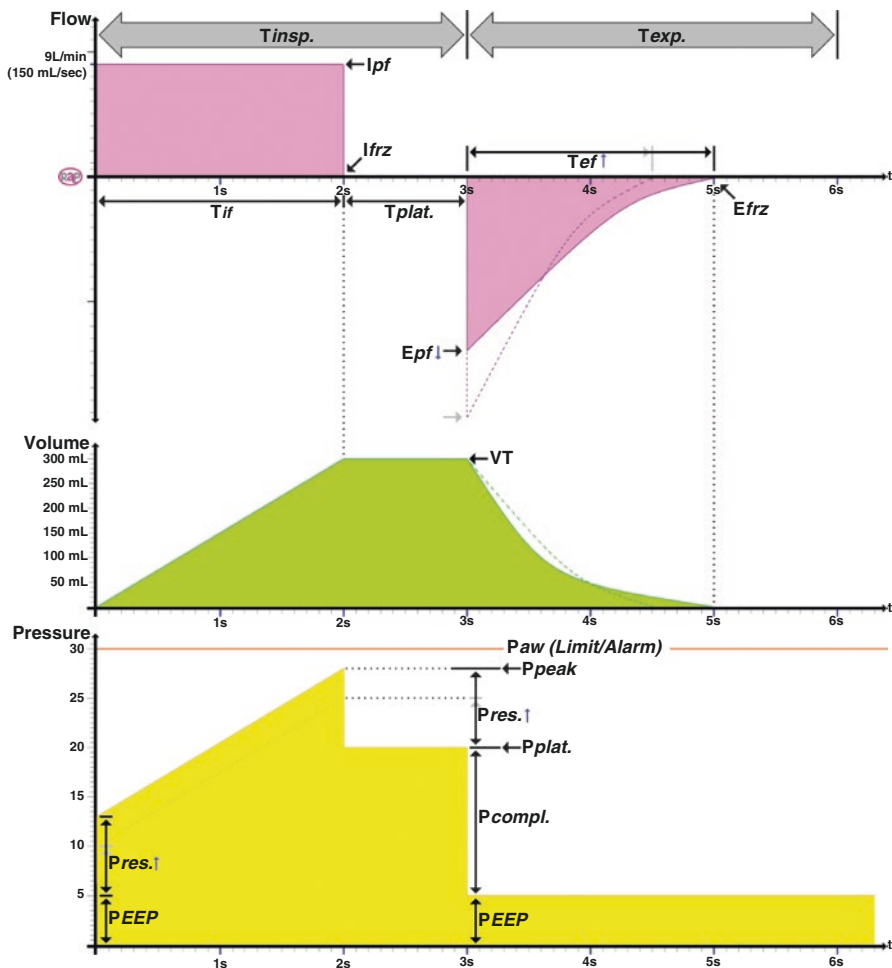 Flow
Tinsp.
Texp.
9L/min
(150 mL/sec)
Ipf
Ifrz
Tef↑
t
1s
2s
3s
4s
5s
6s
Tif
Tplat.
Efrz
Epf↓
Volume
300 mL
VT
250 mL
200 mL
150 mL
100 mL
50 mL
t
1s
2s
3s
4s
5s
6s
Pressure
30
Paw (Limit/Alarm)
Ppeak
25
Pres.↑
20
Pplat.
15
Pcompl.
10
Pres.↑
5
PEEP
PEEP
t
1s
2s
3s
4s
5s
6s